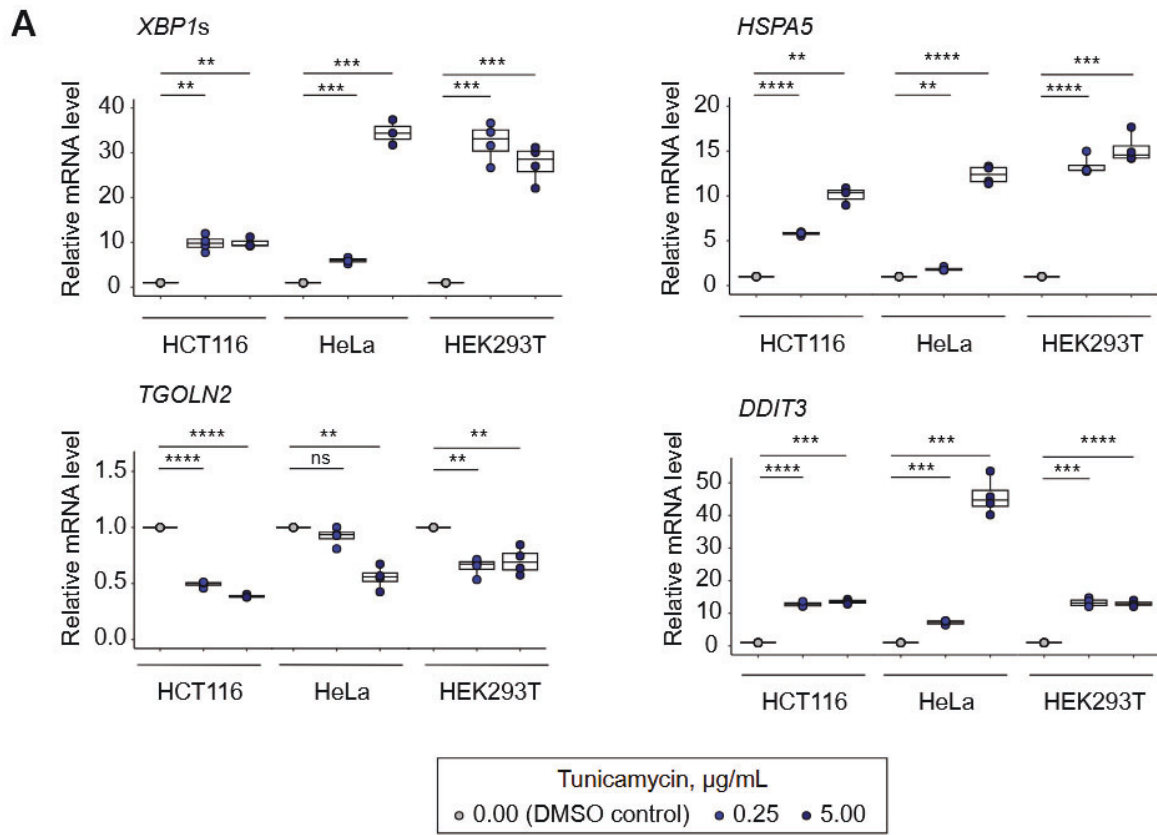 A
XBP1s
** ** *** *** *** ***
Relative mRNA level
40
30
20
10
0
HCT116 HeLa HEK293T
HSPA5
** **** **** ** *** ****
Relative mRNA level
20
15
10
5
0
HCT116 HeLa HEK293T
TGOLN2
**** **** ** ns ** **
Relative mRNA level
1.5
1.0
0.5
0.0
HCT116 HeLa HEK293T
DDIT3
*** **** *** *** **** ***
Relative mRNA level
50
40
30
20
10
0
HCT116 HeLa HEK293T
Tunicamycin, µg/mL
0.00 (DMSO control) 0.25 5.00